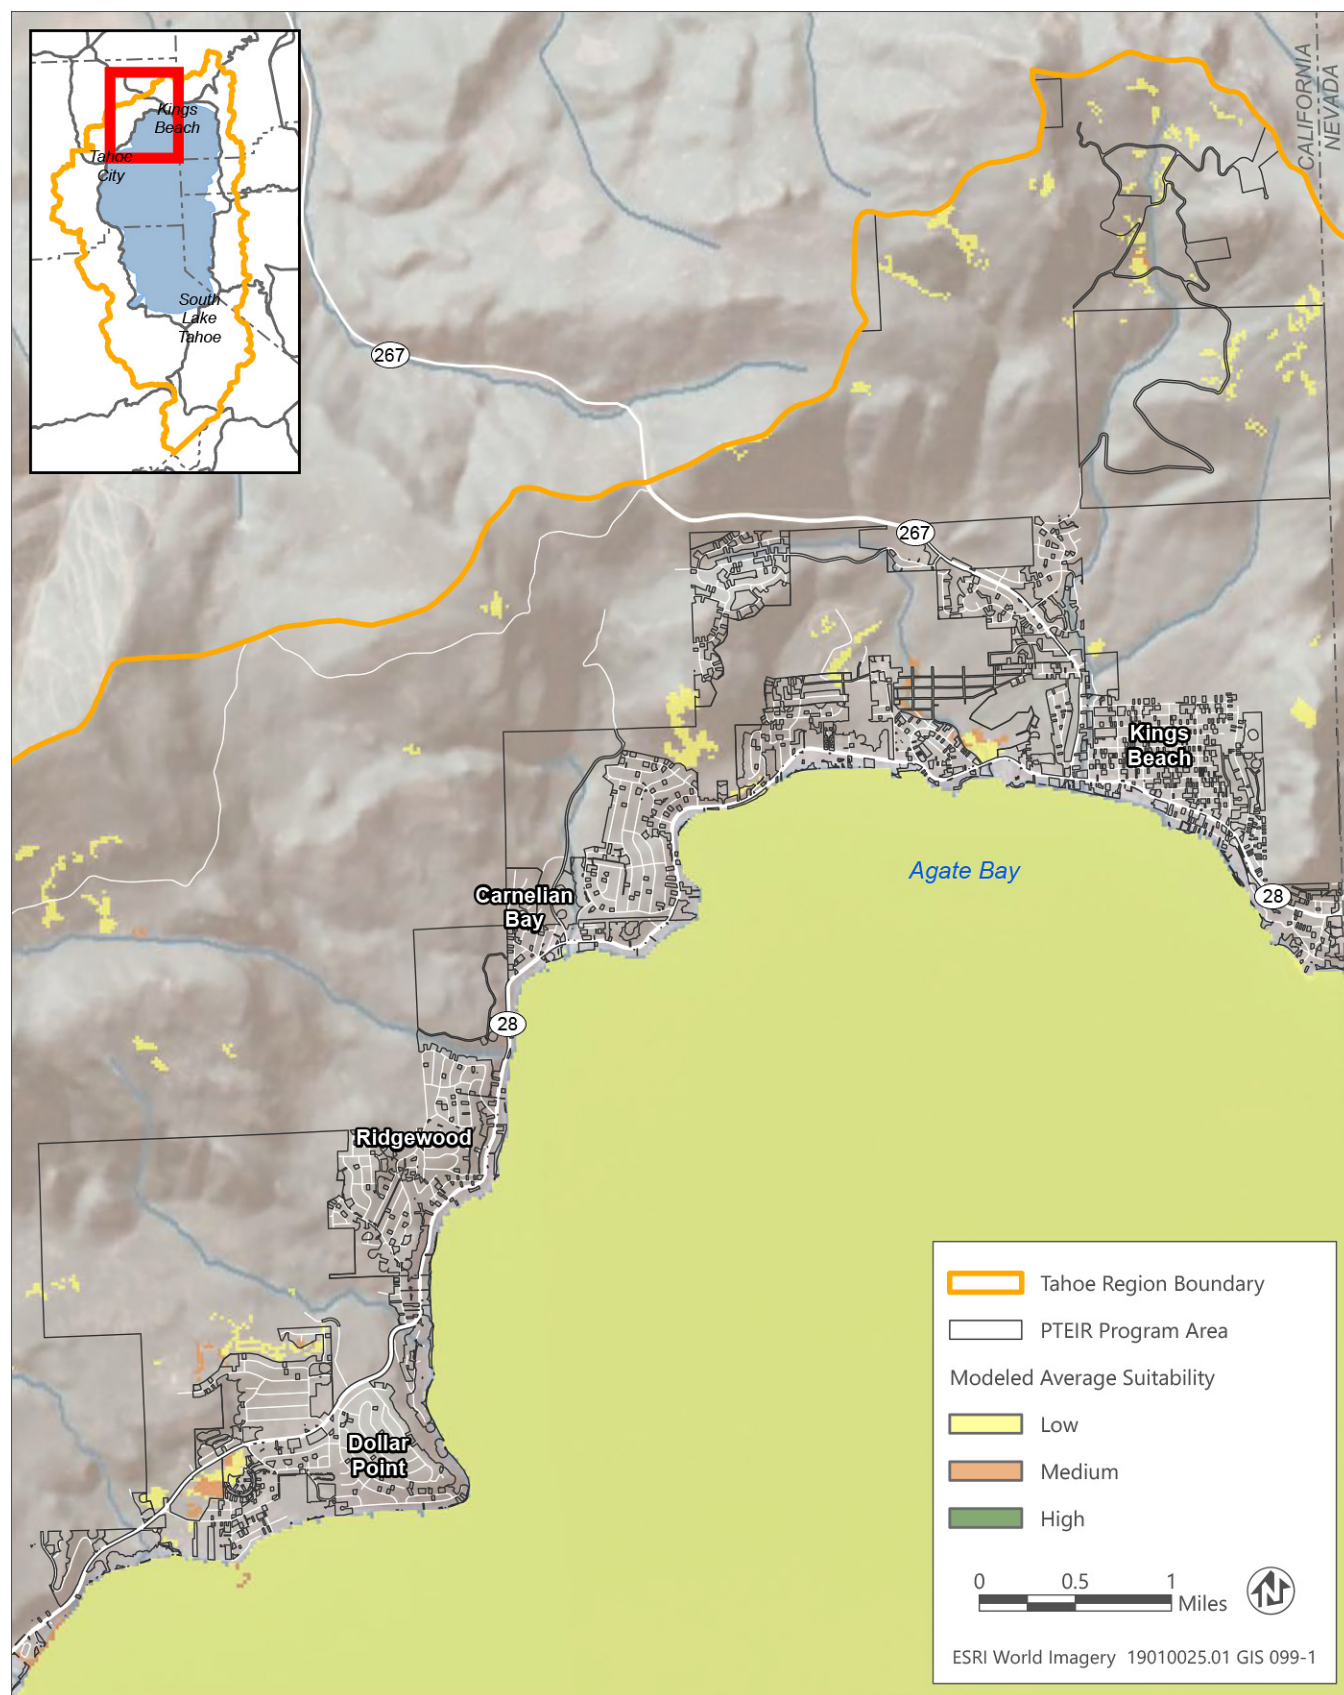 Kings
Beach
Tahoe
City
South
Lake
Tahoe
CALIFORNIA
NEVADA
267
267
Kings
Beach
Agate Bay
Carnelian
Bay
28
28
Ridgewood
Dollar
Point
Tahoe Region Boundary
PTEIR Program Area
Modeled Average Suitability
Low
Medium
High
0 0.5 1
Miles
N
ESRI World Imagery 19010025.01 GIS 099-1